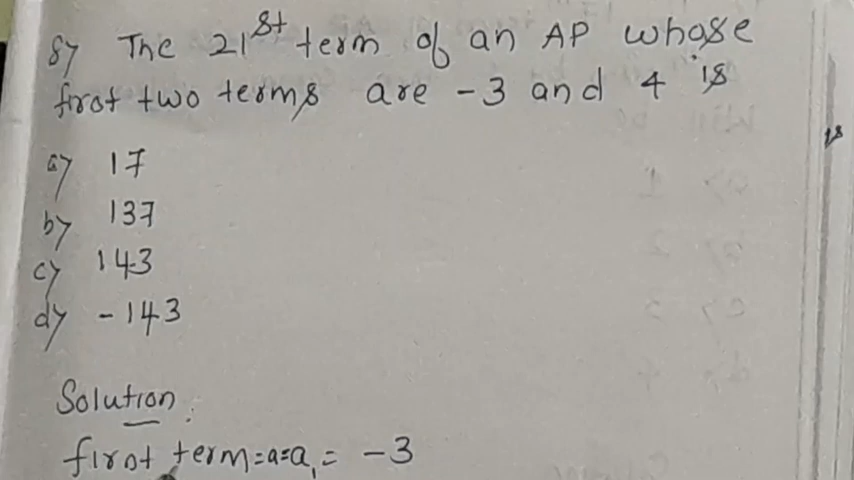 8) The 21st term of an AP whose
first two terms are -3 and 4 is
a) 17
b) 137
c) 143
d) -143
Solution:
first term = a = a₁ = -3